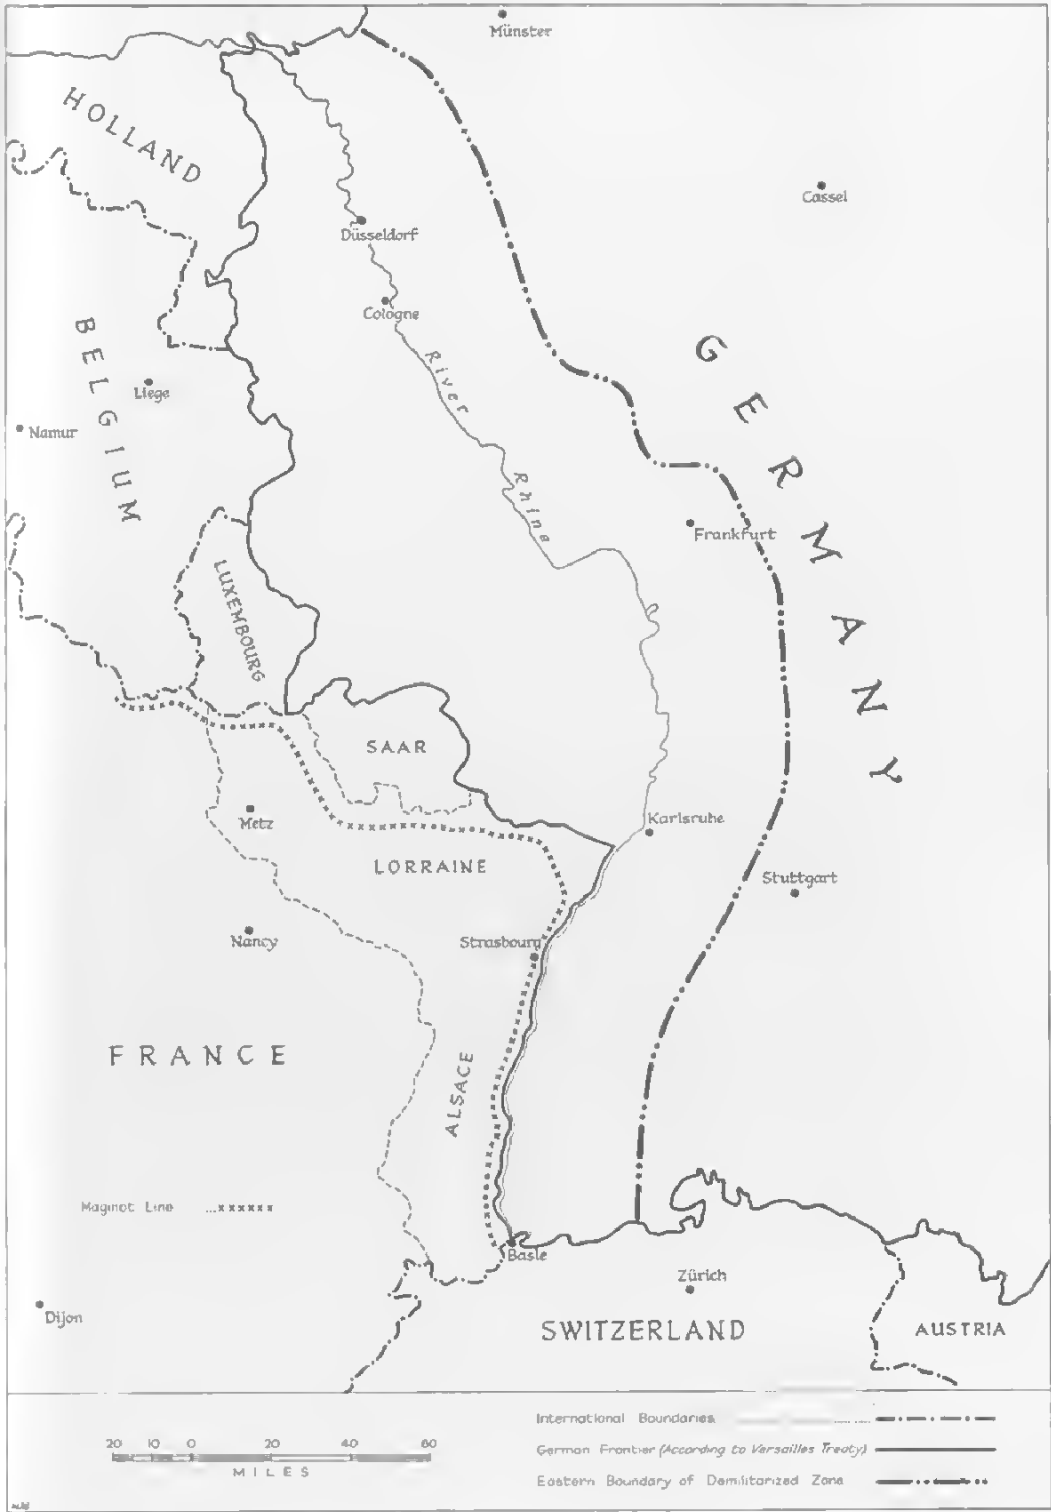 Münster
HOLLAND
Cassel
Düsseldorf
Cologne
GERMANY
BELGIUM
River Rhine
Liege
Namur
Frankfurt
LUXEMBOURG
SAAR
Metz
Karlsruhe
LORRAINE
Stuttgart
Nancy
Strasbourg
FRANCE
ALSACE
Maginot Line
Basle
Zürich
Dijon
SWITZERLAND
AUSTRIA
International Boundaries
20 10 0 20 40 60
MILES
German Frontier (According to Versailles Treaty)
Eastern Boundary of Demilitarized Zone